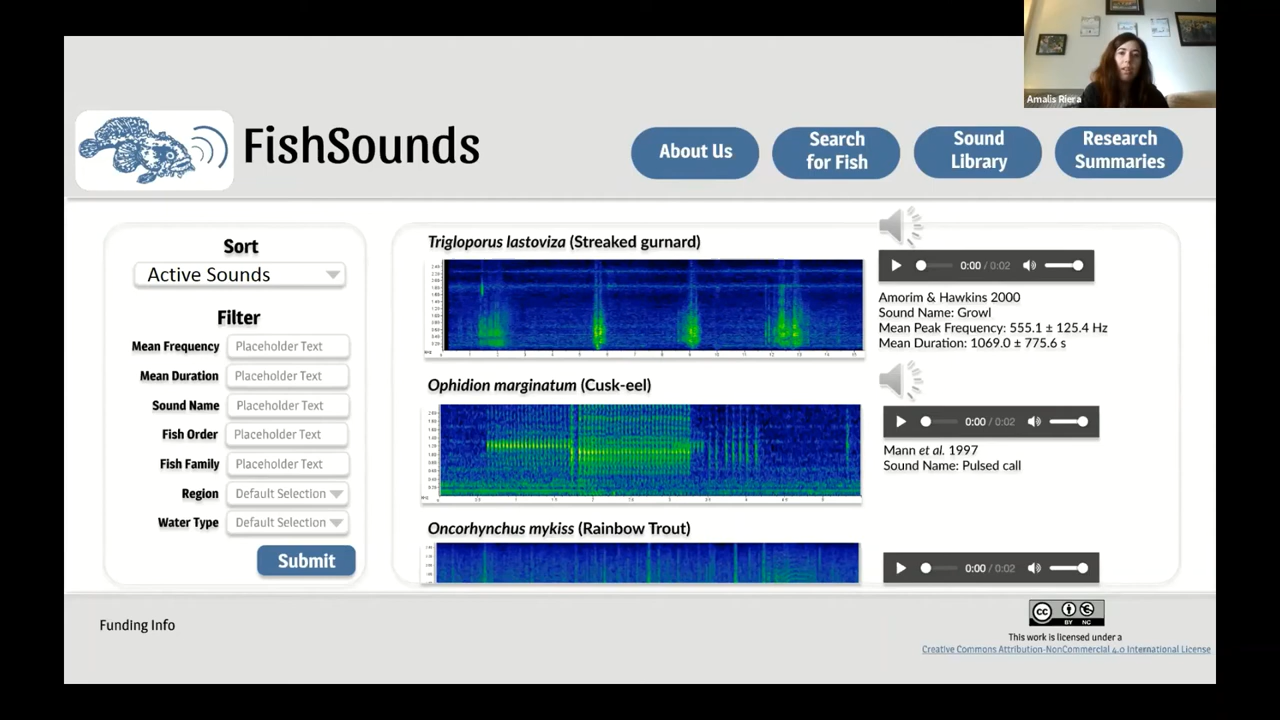 Amalis Riera
FishSounds
About Us
Search
for Fish
Sound
Library
Research
Summaries
Sort
Active Sounds
Filter
Mean Frequency Placeholder Text
Mean Duration Placeholder Text
Sound Name Placeholder Text
Fish Order Placeholder Text
Fish Family Placeholder Text
Region Default Selection
Water Type Default Selection
Submit
Trigloporus lastoviza (Streaked gurnard)
0:00 / 0:02
Amorim & Hawkins 2000
Sound Name: Growl
Mean Peak Frequency: 555.1 ± 125.4 Hz
Mean Duration: 1069.0 ± 775.6 s
Ophidion marginatum (Cusk-eel)
0:00 / 0:02
Mann et al. 1997
Sound Name: Pulsed call
Oncorhynchus mykiss (Rainbow Trout)
0:00 / 0:02
Funding Info
cc
BY NC
This work is licensed under a
Creative Commons Attribution-NonCommercial 4.0 International License